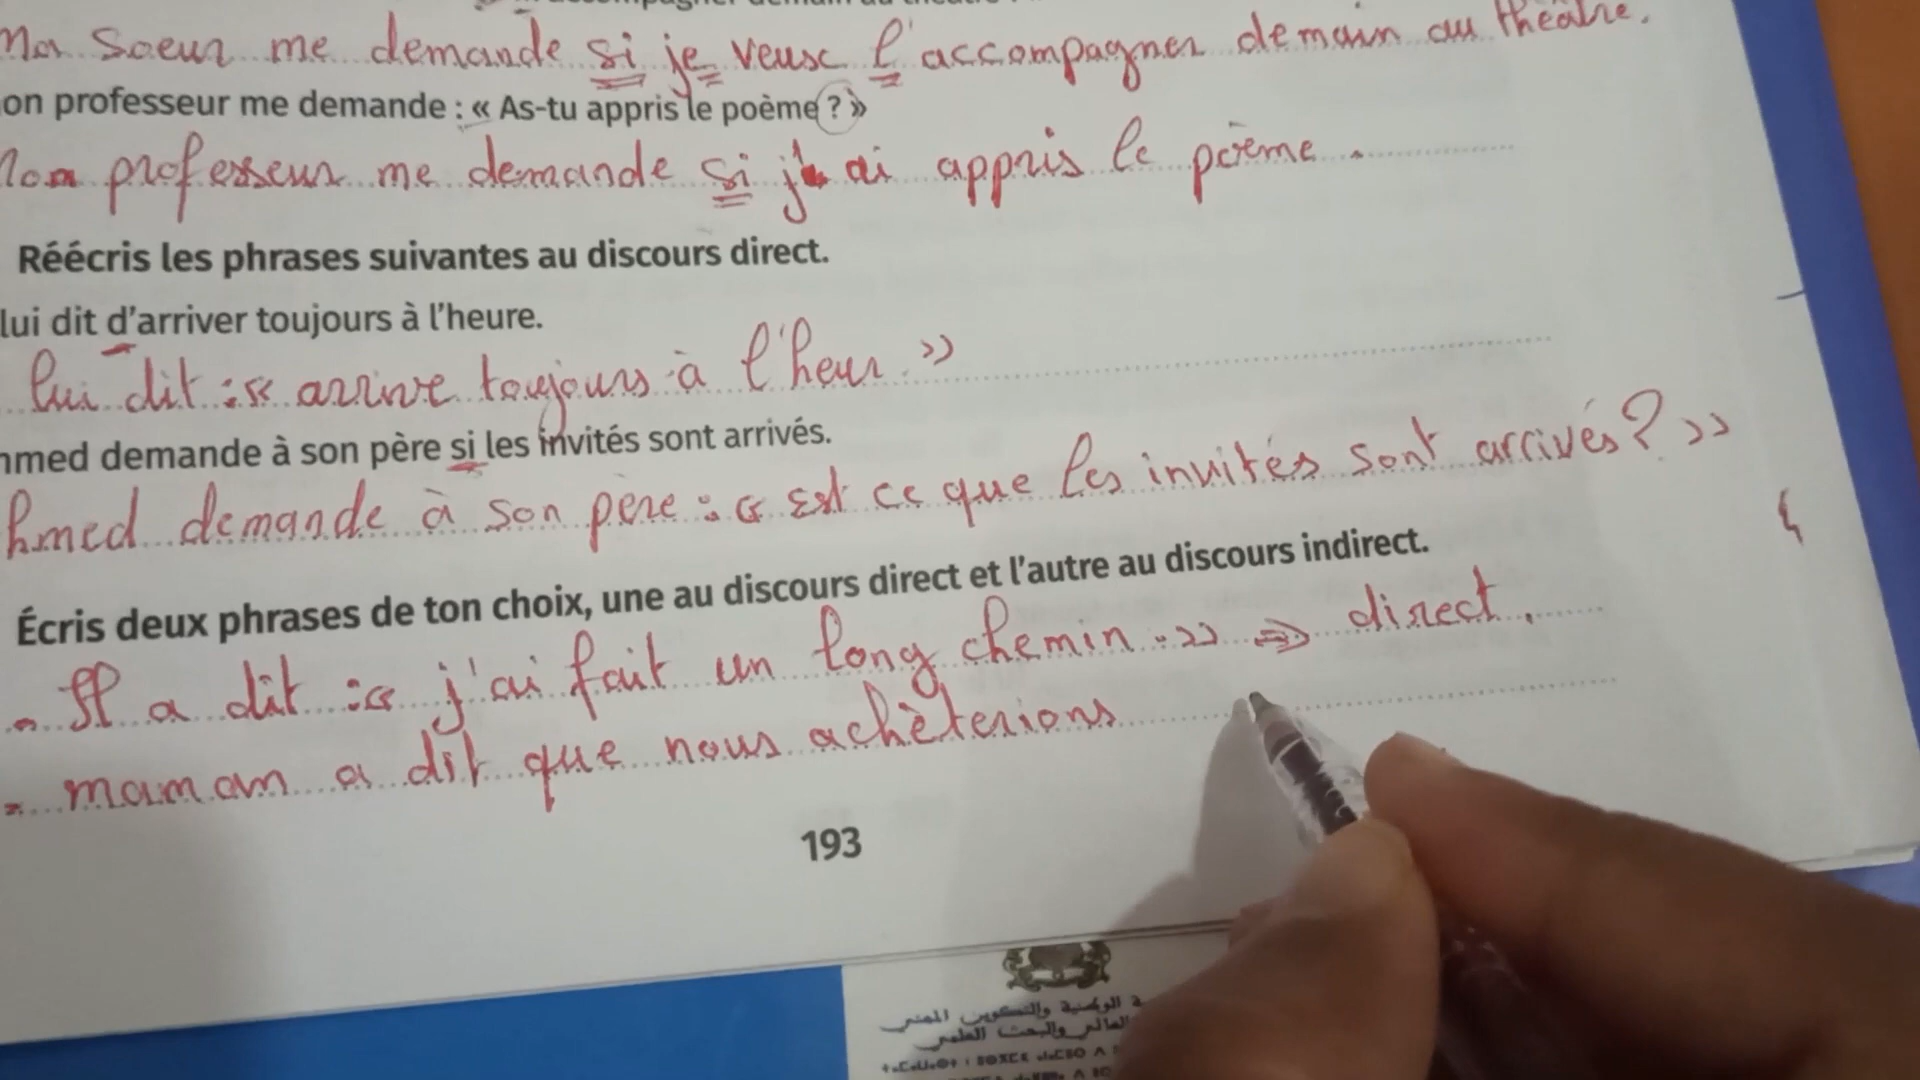 Ma soeur me demande si je veux l'accompagner demain au théatre.
on professeur me demande : « As-tu appris le poème ? »
Mon professeur me demande si j'ai appris le poème.
Réécris les phrases suivantes au discours direct.
lui dit d'arriver toujours à l'heure.
lui dit : « arrive toujours à l'heur. »
hmed demande à son père si les invités sont arrivés.
hmed demande à son père : « Est ce que les invités sont arrivés ? »
Écris deux phrases de ton choix, une au discours direct et l'autre au discours indirect.
- Il a dit : « j'ai fait un long chemin. » ⇒ direct.
- maman a dit que nous achèterions
193